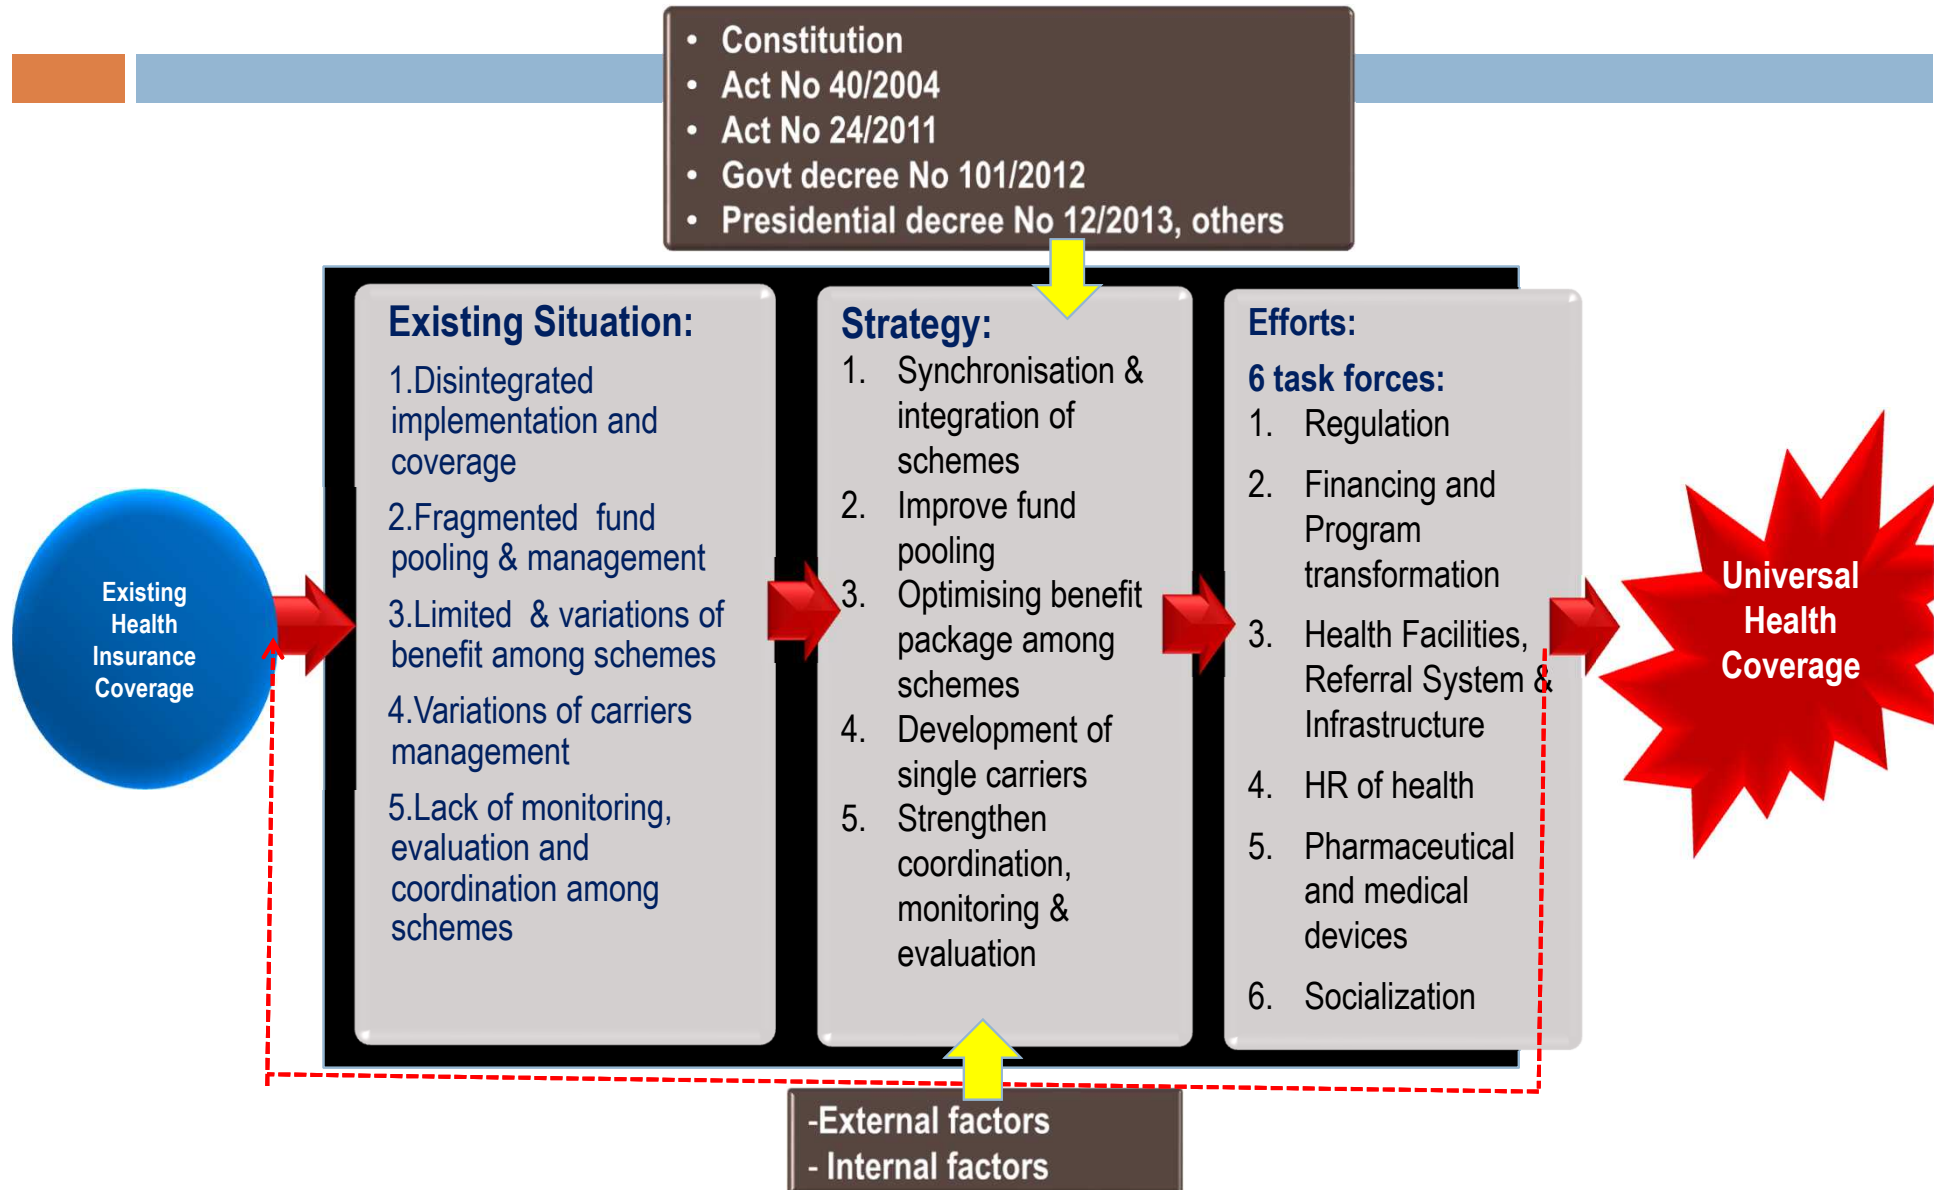 • Constitution
• Act No 40/2004
• Act No 24/2011
• Govt decree No 101/2012
• Presidential decree No 12/2013, others
Existing
Health
Insurance
Coverage
Existing Situation:
1.Disintegrated
implementation and
coverage
2.Fragmented fund
pooling & management
3.Limited & variations of
benefit among schemes
4.Variations of carriers
management
5.Lack of monitoring,
evaluation and
coordination among
schemes
Strategy:
1. Synchronisation &
integration of
schemes
2. Improve fund
pooling
3. Optimising benefit
package among
schemes
4. Development of
single carriers
5. Strengthen
coordination,
monitoring &
evaluation
Efforts:
6 task forces:
1. Regulation
2. Financing and
Program
transformation
3. Health Facilities,
Referral System &
Infrastructure
4. HR of health
5. Pharmaceutical
and medical
devices
6. Socialization
Universal
Health
Coverage
-External factors
- Internal factors